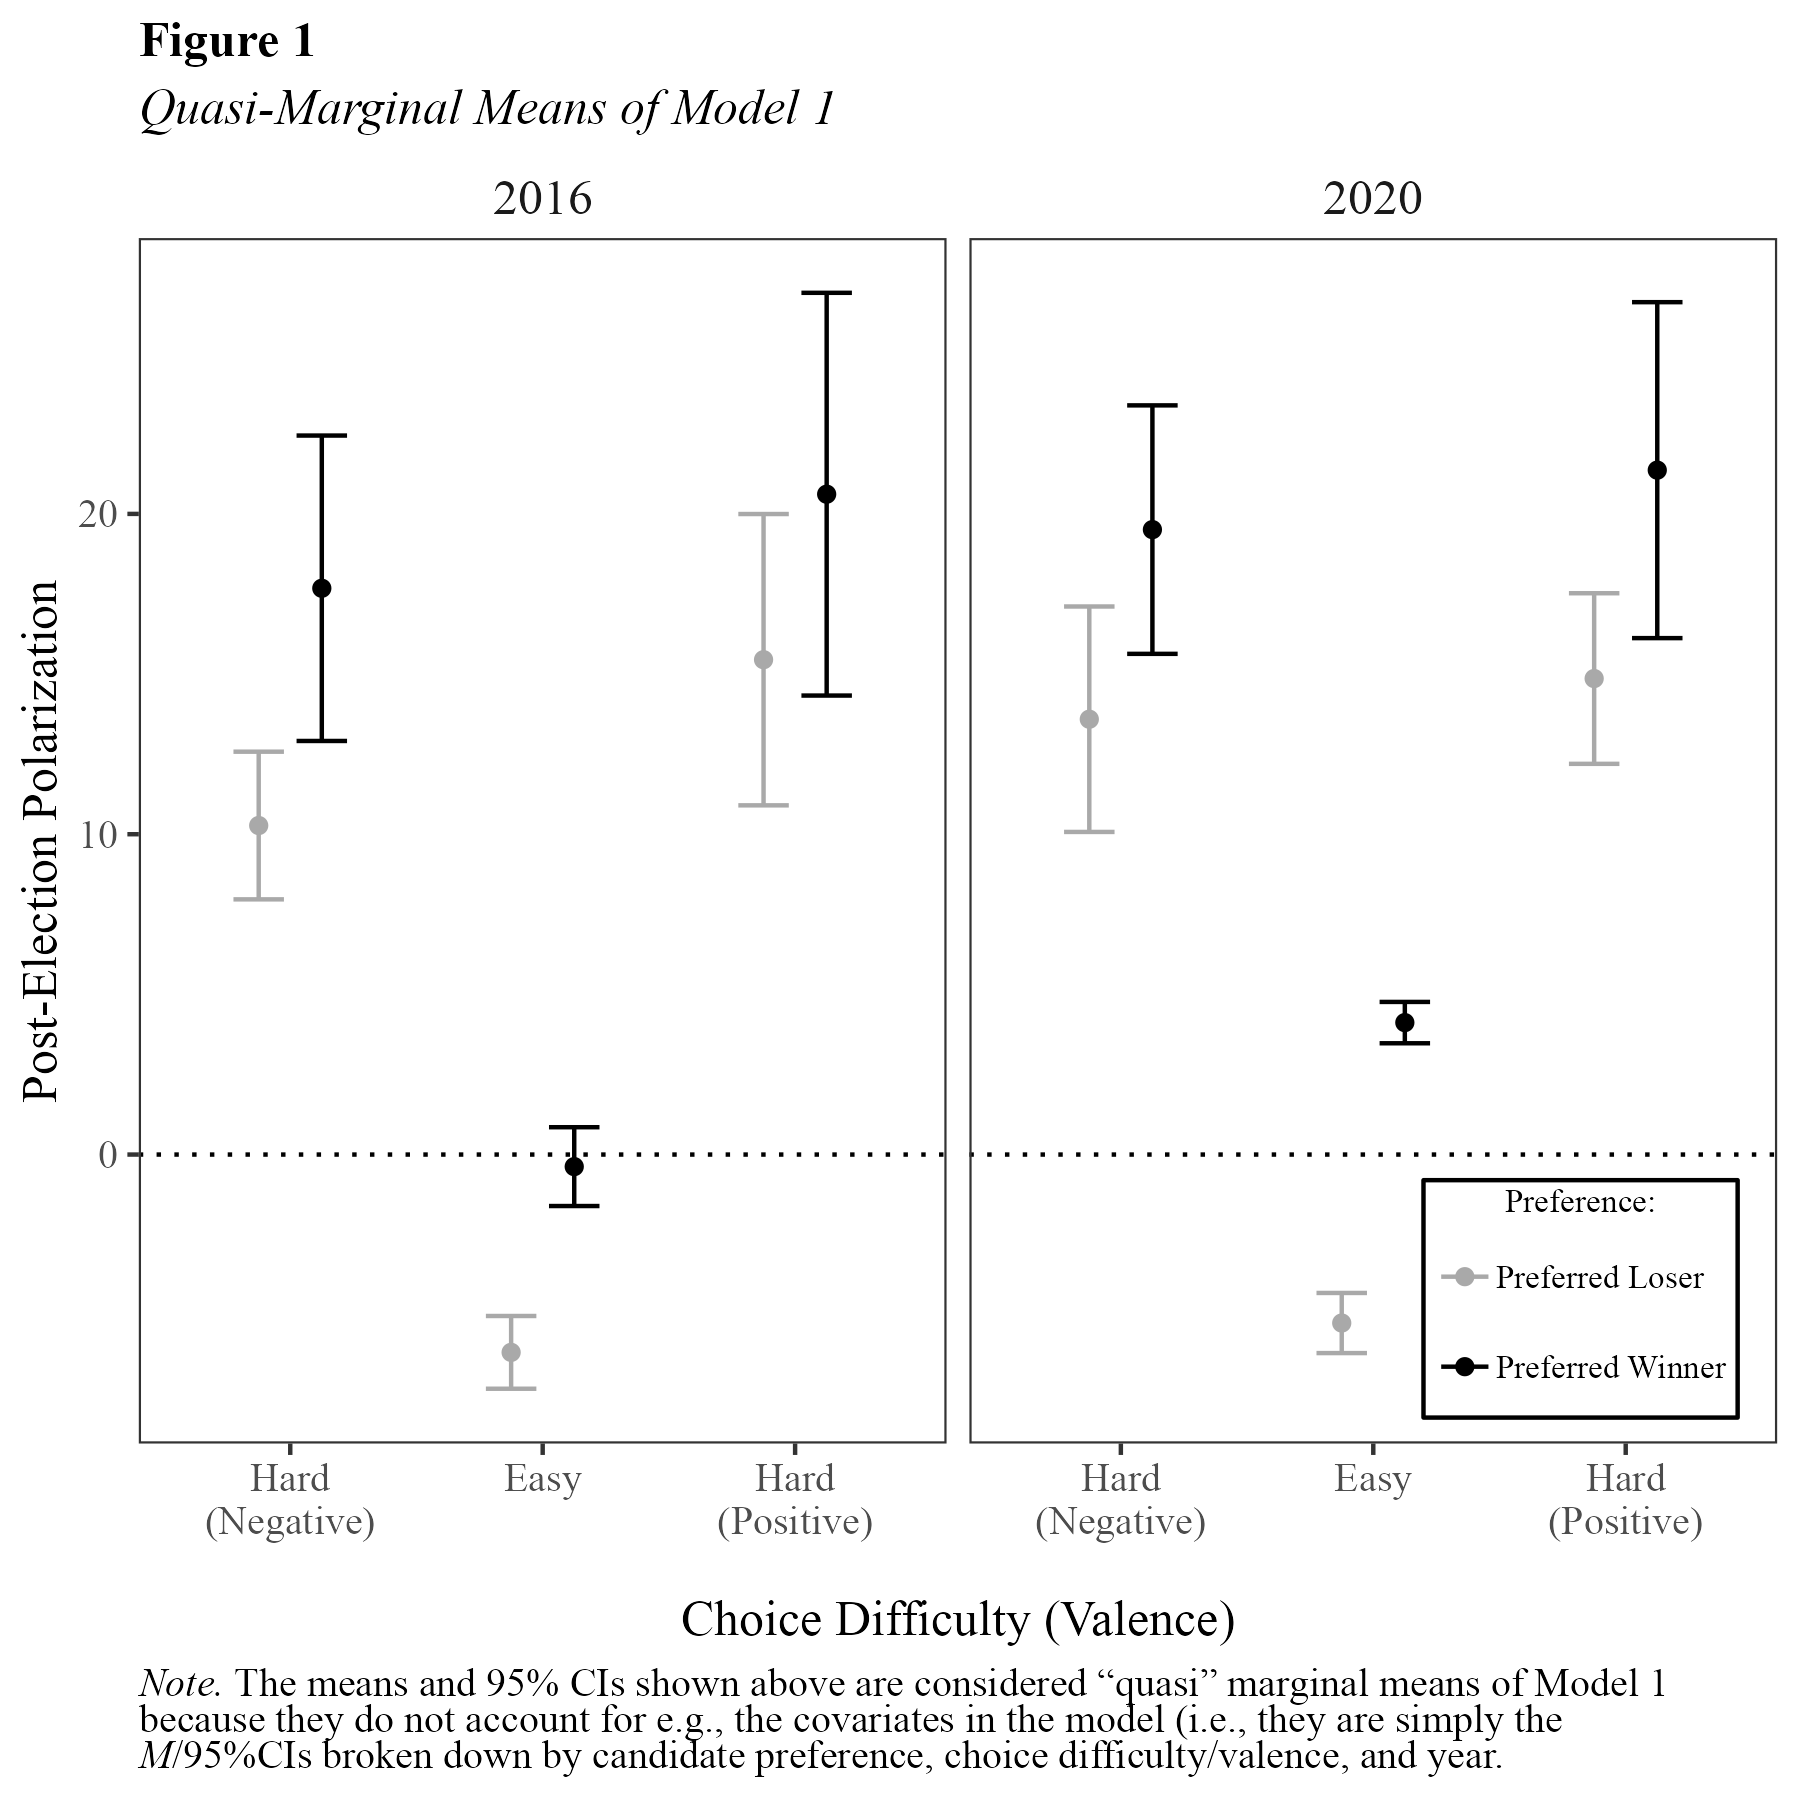 Figure 1
Quasi-Marginal Means of Model 1
2016
2020
Post-Election Polarization
20
10
0
Preference:
Preferred Loser
Preferred Winner
Hard
(Negative)
Easy
Hard
(Positive)
Hard
(Negative)
Easy
Hard
(Positive)
Choice Difficulty (Valence)
Note. The means and 95% CIs shown above are considered “quasi” marginal means of Model 1
because they do not account for e.g., the covariates in the model (i.e., they are simply the
M/95%CIs broken down by candidate preference, choice difficulty/valence, and year.